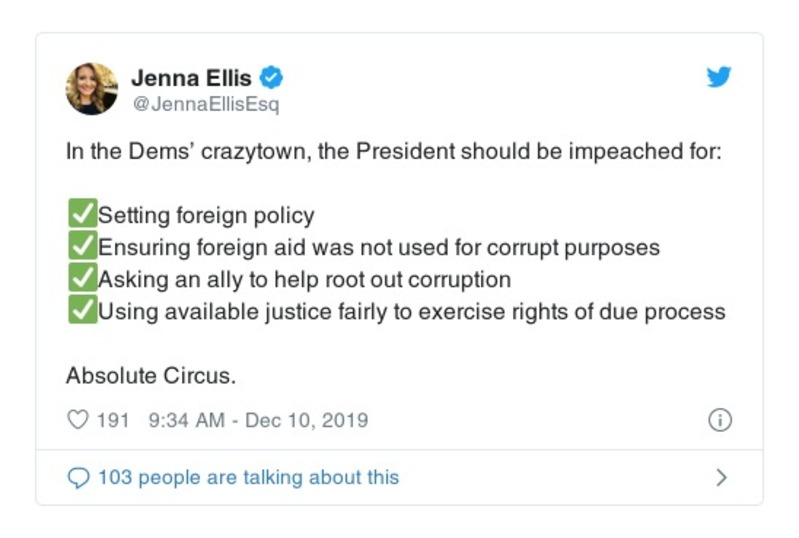 Jenna Ellis
@JennaEllisEsq
In the Dems’ crazytown, the President should be impeached for:
✅Setting foreign policy
✅Ensuring foreign aid was not used for corrupt purposes
✅Asking an ally to help root out corruption
✅Using available justice fairly to exercise rights of due process
Absolute Circus.
191 9:34 AM - Dec 10, 2019
103 people are talking about this